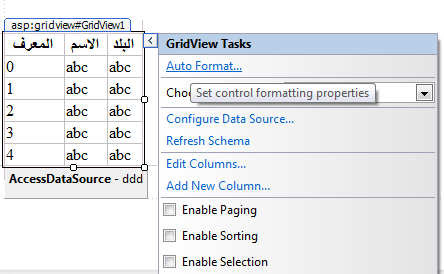 asp:gridview#GridView1
المعرف الاسم البلد
0 abc abc
1 abc abc
2 abc abc
3 abc abc
4 abc abc
AccessDataSource - ddd
GridView Tasks
Auto Format...
Set control formatting properties
Configure Data Source...
Refresh Schema
Edit Columns...
Add New Column...
Enable Paging
Enable Sorting
Enable Selection